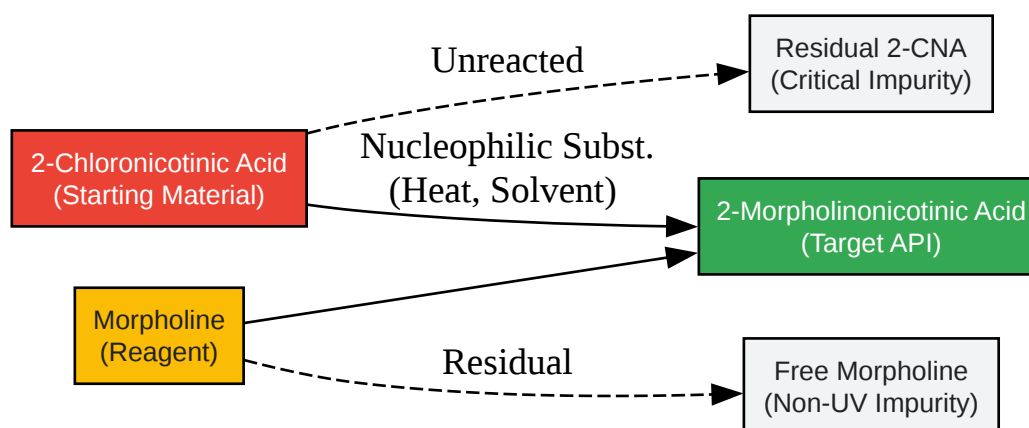 Unreacted
Residual 2-CNA
(Critical Impurity)
2-Chloronicotinic Acid
(Starting Material)
Nucleophilic Subst.
(Heat, Solvent)
2-Morpholinonicotinic Acid
(Target API)
Morpholine
(Reagent)
Residual
Free Morpholine
(Non-UV Impurity)